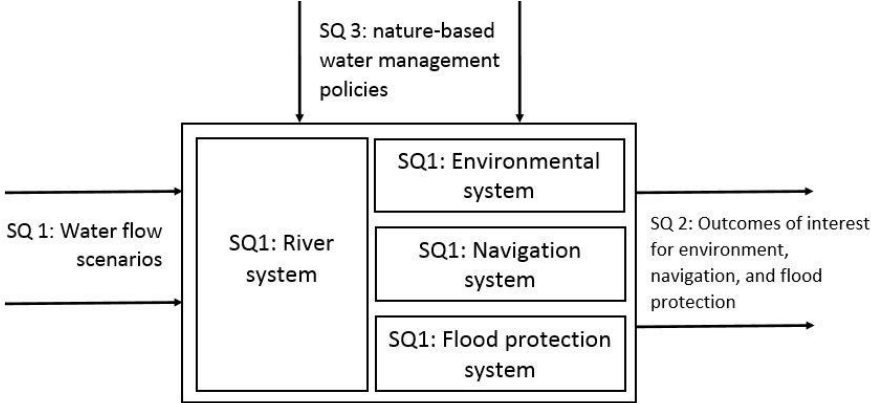 SQ 3: nature-based
water management
policies
SQ 1: Water flow
scenarios
SQ1: River
system
SQ1: Environmental
system
SQ1: Navigation
system
SQ1: Flood protection
system
SQ 2: Outcomes of interest
for environment,
navigation, and flood
protection